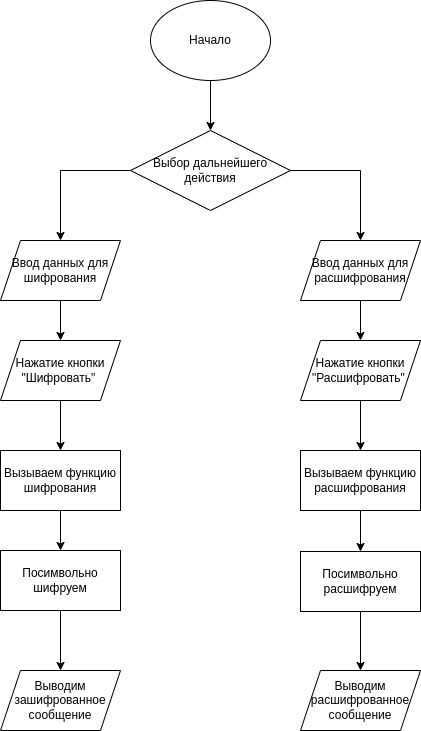 Начало
Выбор дальнейшего
действия
Ввод данных для
шифрования
Ввод данных для
расшифрования
Нажатие кнопки
"Шифровать"
Нажатие кнопки
"Расшифровать"
Вызываем функцию
шифрования
Вызываем функцию
расшифрования
Посимвольно
шифруем
Посимвольно
расшифруем
Выводим
зашифрованное
сообщение
Выводим
расшифрованное
сообщение